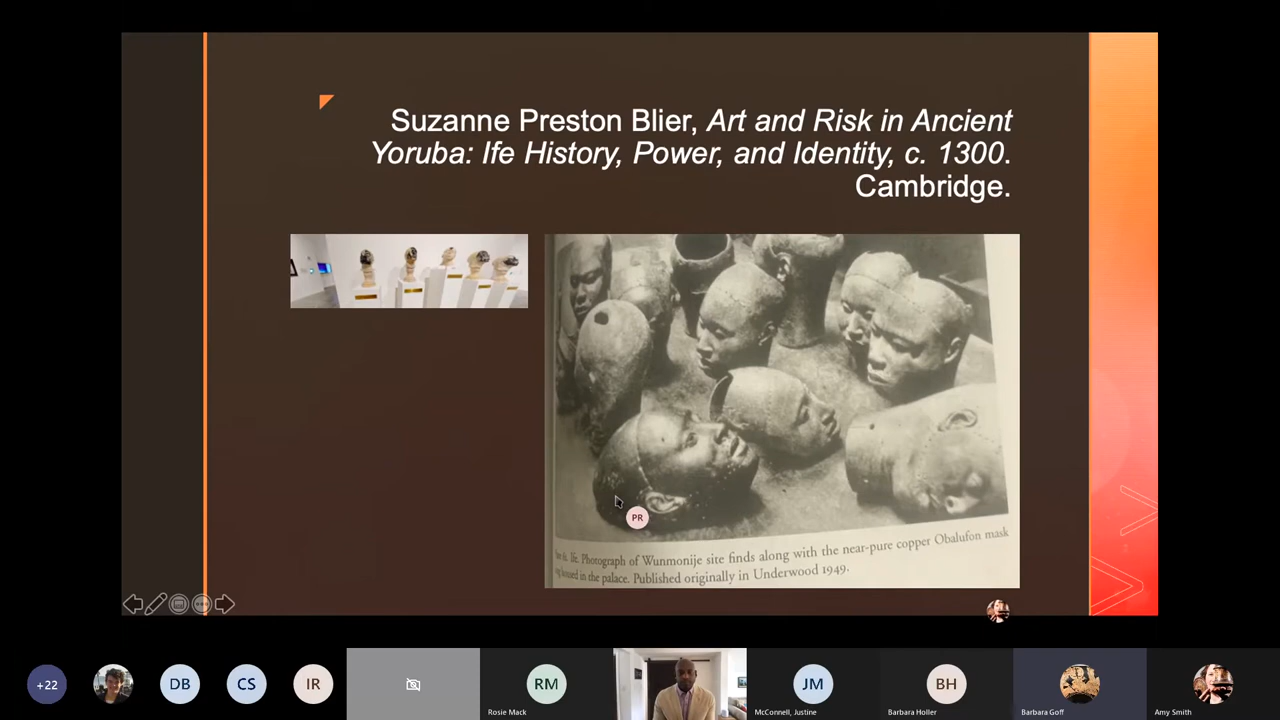 Suzanne Preston Blier, Art and Risk in Ancient
Yoruba: Ife History, Power, and Identity, c. 1300.
Cambridge.
PR
Ife. Photograph of Wunmonije site finds along with the near-pure copper Obalufon mask
housed in the palace. Published originally in Underwood 1949.
+22
DB
CS
IR
RM
Rosie Mack
JM
McConnell, Justine
BH
Barbara Holler
Barbara Goff
Amy Smith